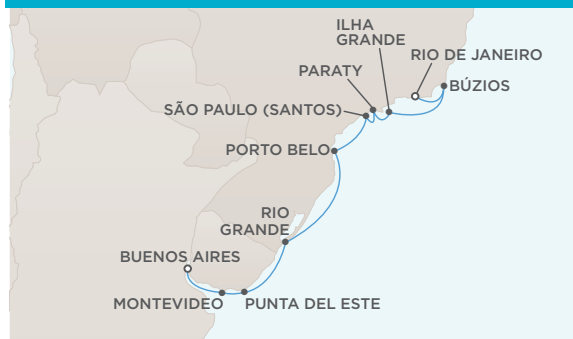 ILHA
GRANDE
RIO DE JANEIRO
PARATY
BÚZIOS
SÃO PAULO (SANTOS)
PORTO BELO
RIO
GRANDE
BUENOS AIRES
MONTEVIDEO
PUNTA DEL ESTE